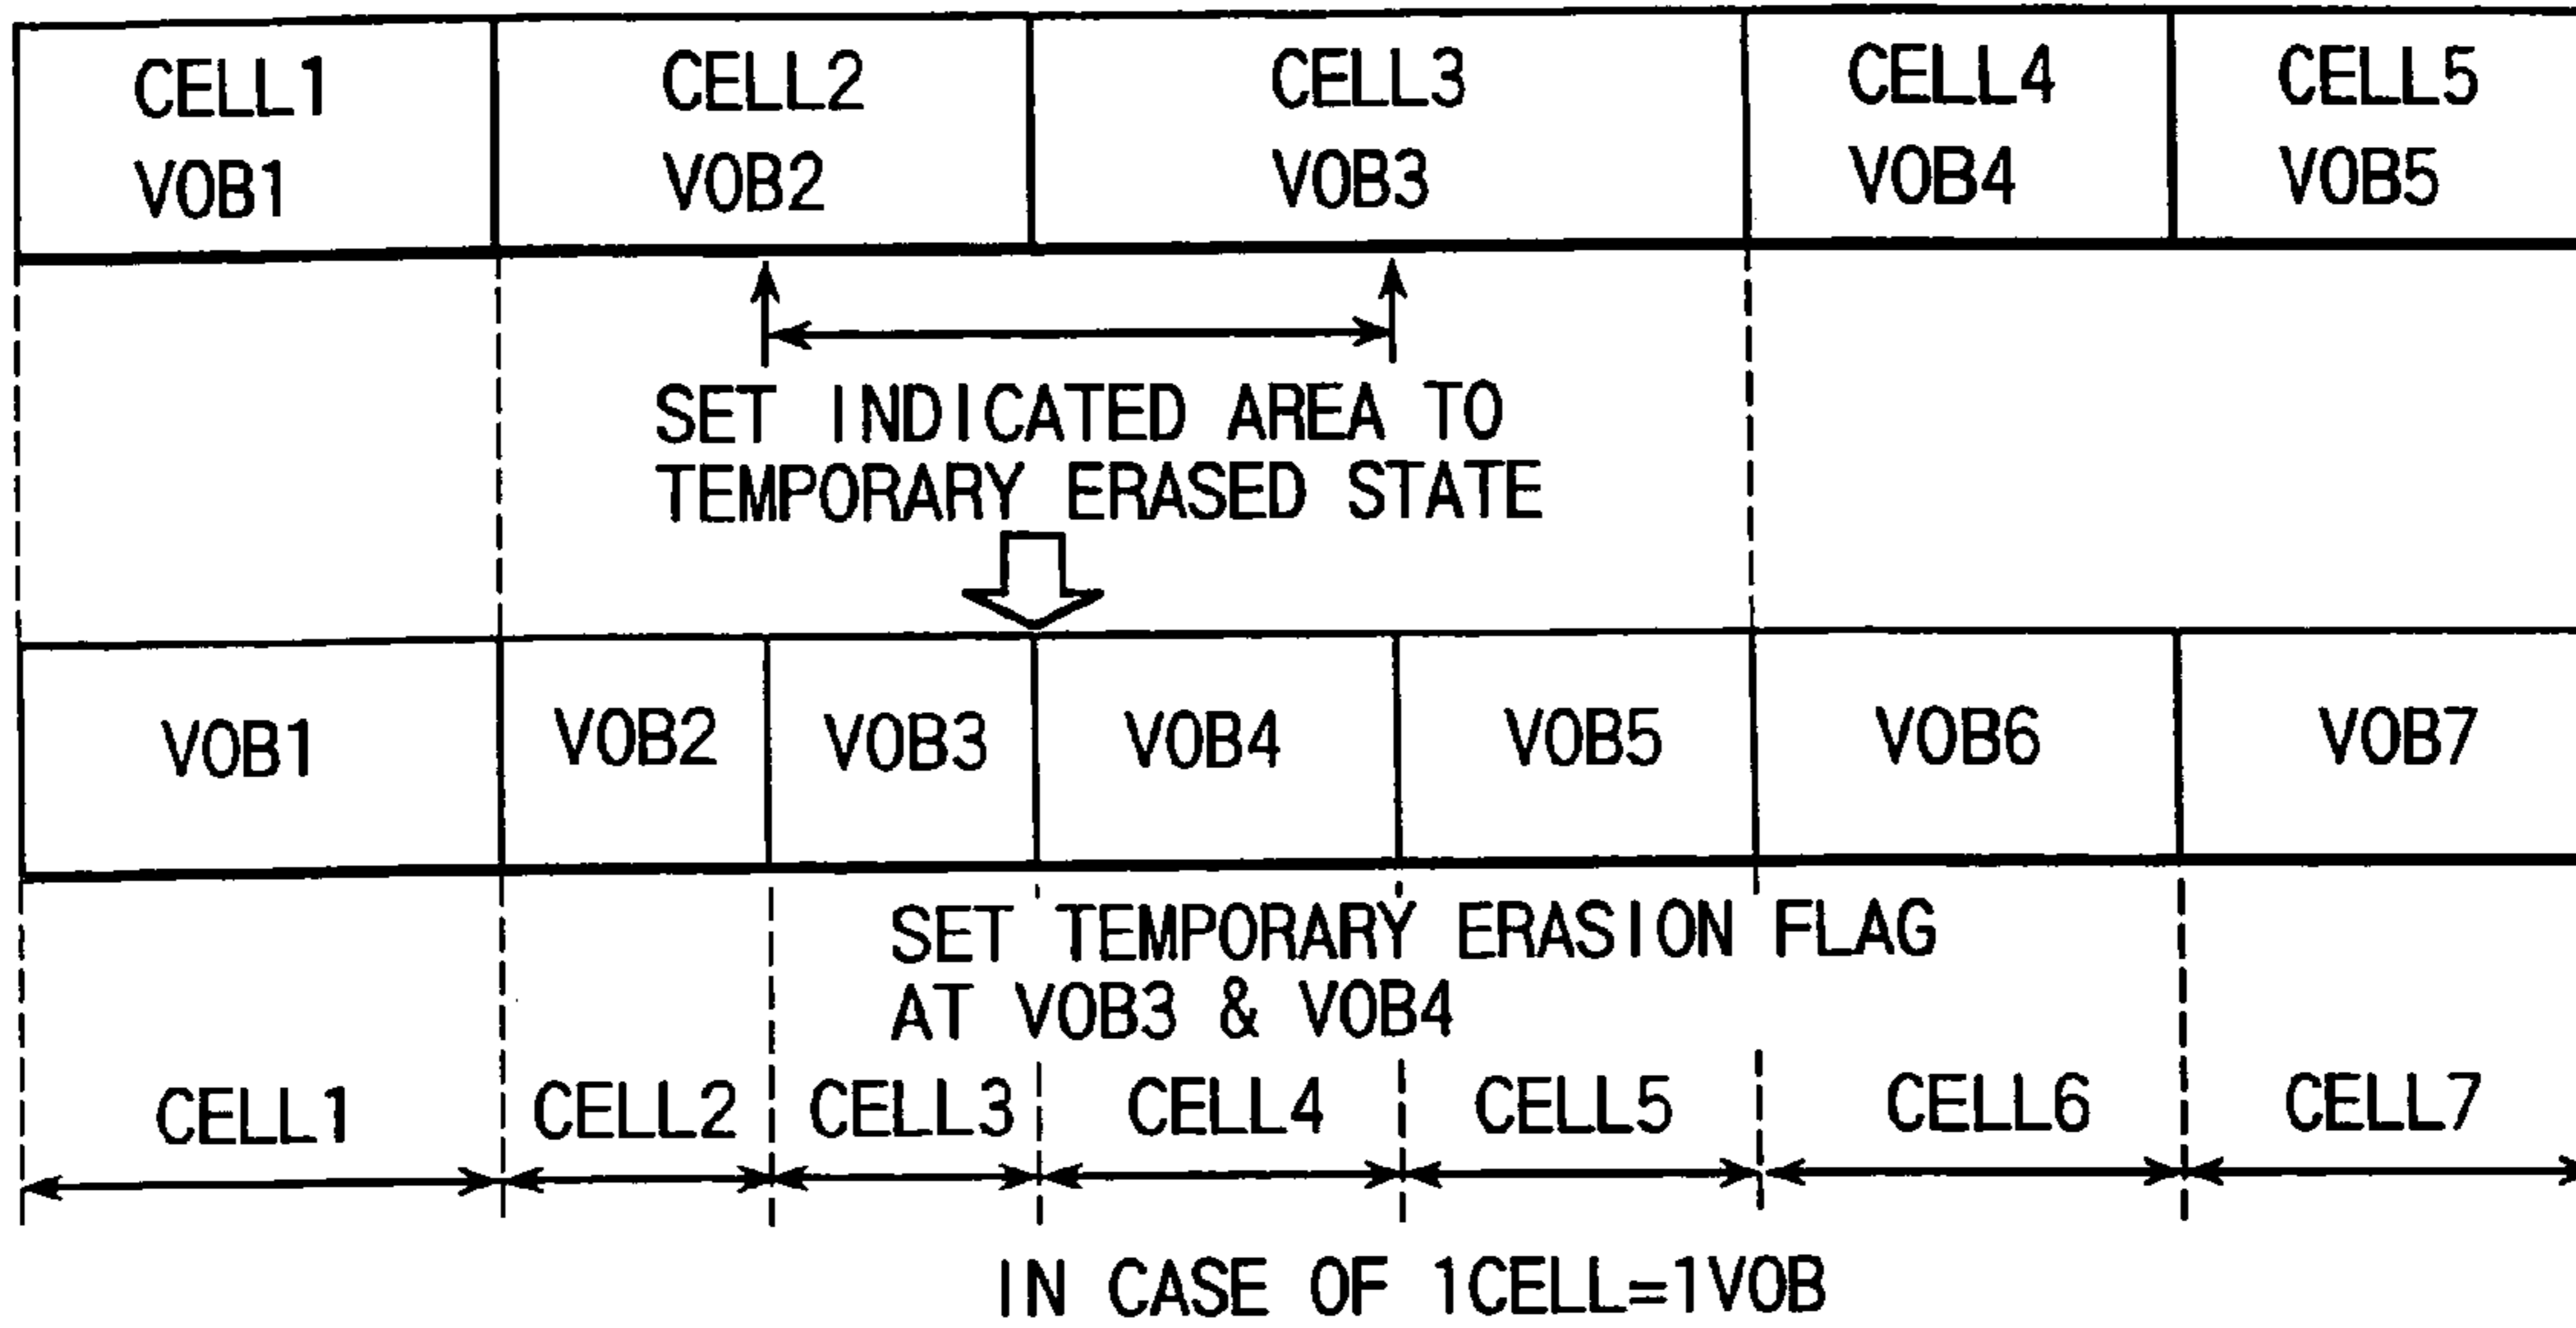 CELL1 CELL2 CELL3 CELL4 CELL5
VOB1 VOB2 VOB3 VOB4 VOB5
SET INDICATED AREA TO
TEMPORARY ERASED STATE
VOB1 VOB2 VOB3 VOB4 VOB5 VOB6 VOB7
SET TEMPORARY ERASION FLAG
AT VOB3 & VOB4
CELL1 CELL2 CELL3 CELL4 CELL5 CELL6 CELL7
IN CASE OF 1CELL=1VOB